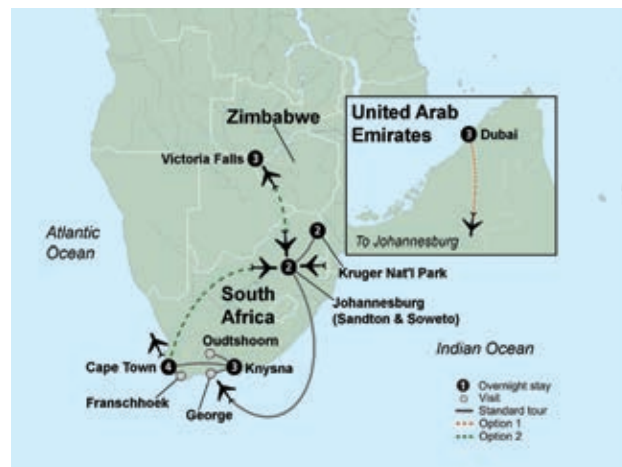 Zimbabwe
Victoria Falls
3
United Arab
Emirates
3
Dubai
To Johannesburg
Atlantic
Ocean
2
Kruger Nat'l Park
2
South
Africa
Johannesburg
(Sandton & Soweto)
Oudtshoorn
Cape Town
4
3
Knysna
Franschhoek
George
Indian Ocean
1 Overnight stay
Visit
Standard tour
Option 1
Option 2